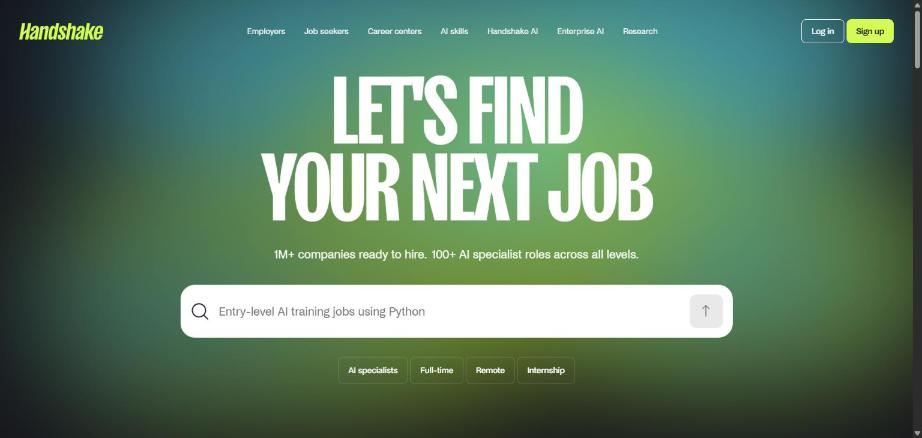 Handshake
Employers Job seekers Career centers AI skills Handshake AI Enterprise AI Research
Log in Sign up
LET'S FIND
YOUR NEXT JOB
1M+ companies ready to hire. 100+ AI specialist roles across all levels.
Entry-level AI training jobs using Python
AI specialists Full-time Remote Internship